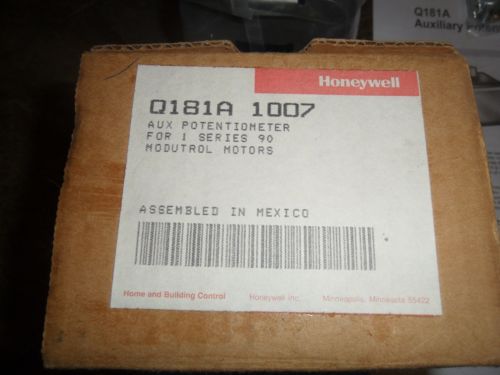 Q181A
Auxiliary
Honeywell
Q181A 1007
AUX POTENTIOMETER
FOR 1 SERIES 90
MODUTROL MOTORS
ASSEMBLED IN MEXICO
Home and Building Control Honeywell Inc. Minneapolis, Minnesota 55422